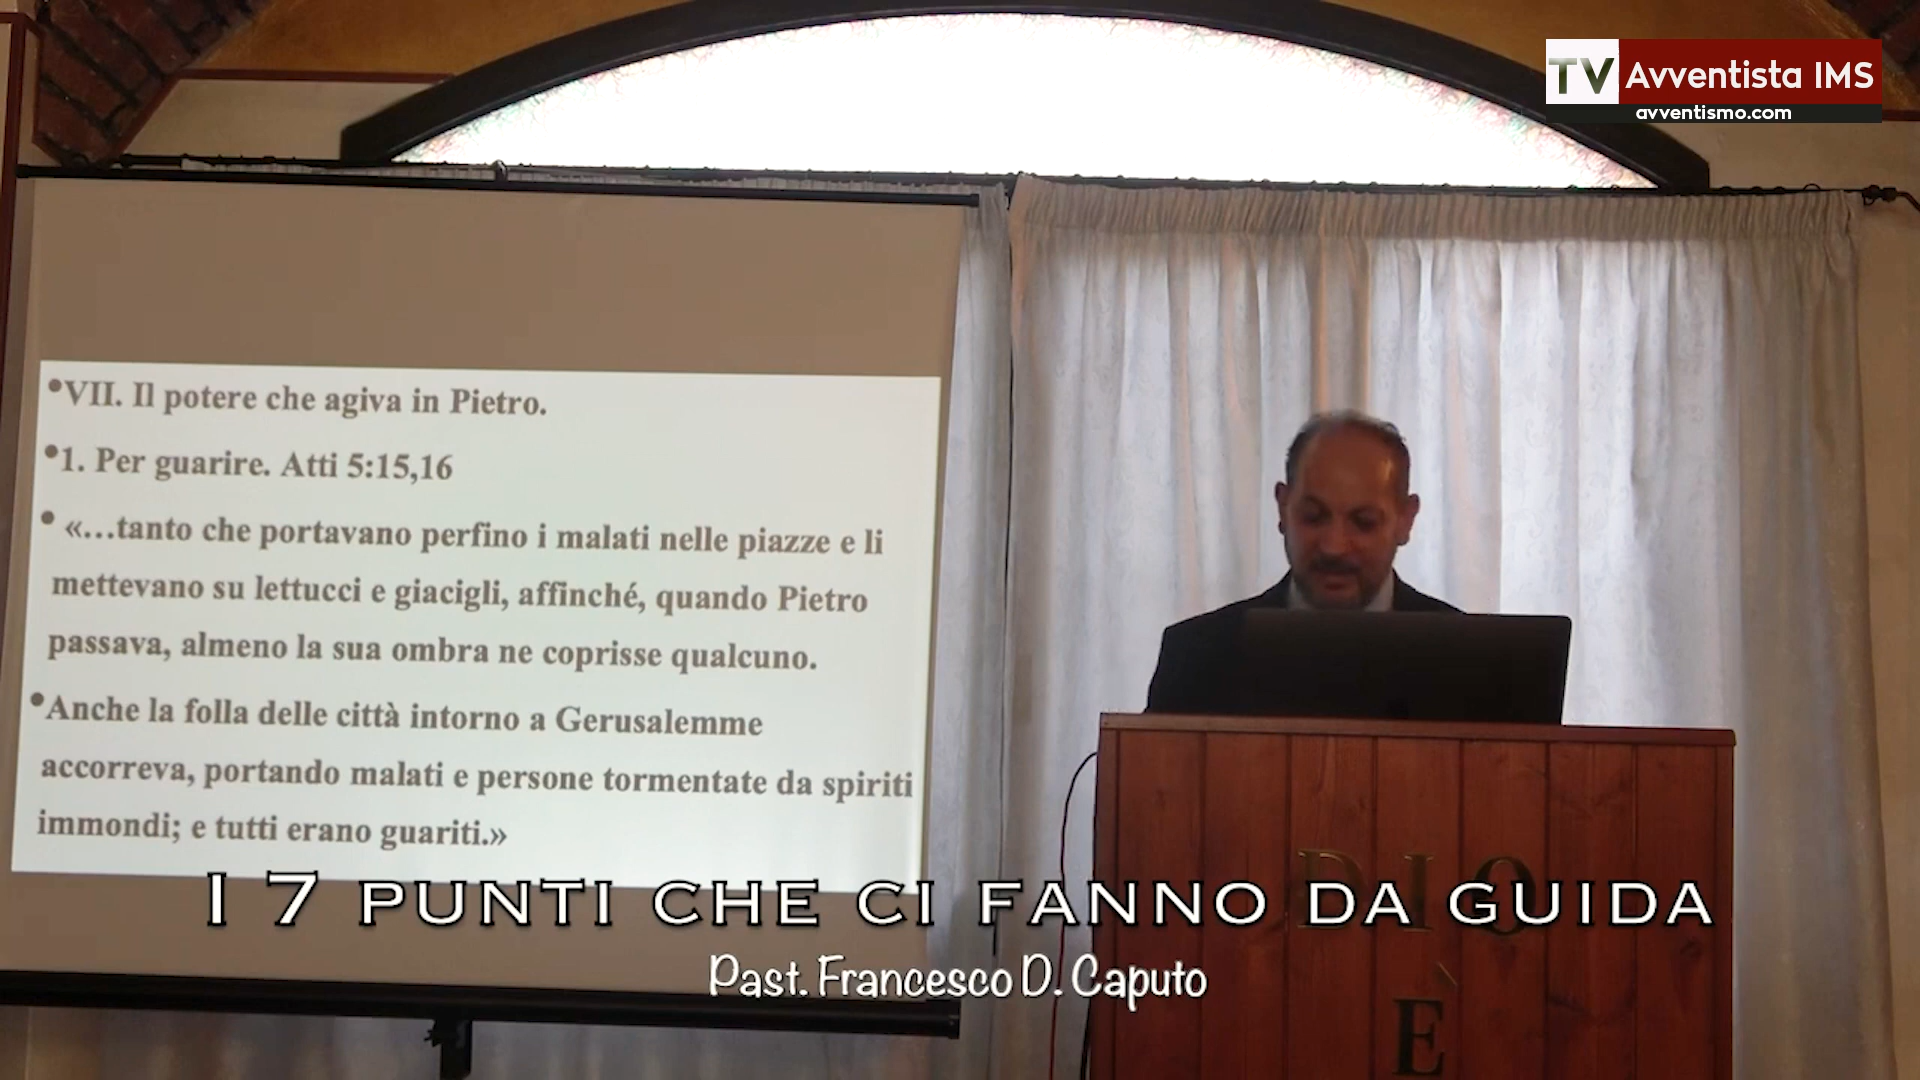 TV Avventista IMS
avventismo.com
•VII. Il potere che agiva in Pietro.
•1. Per guarire. Atti 5:15,16
• «…tanto che portavano perfino i malati nelle piazze e li
mettevano su lettucci e giacigli, affinché, quando Pietro
passava, almeno la sua ombra ne coprisse qualcuno.
•Anche la folla delle città intorno a Gerusalemme
accorreva, portando malati e persone tormentate da spiriti
immondi; e tutti erano guariti.»
DIO
È
I 7 PUNTI CHE CI FANNO DA GUIDA
Past. Francesco D. Caputo